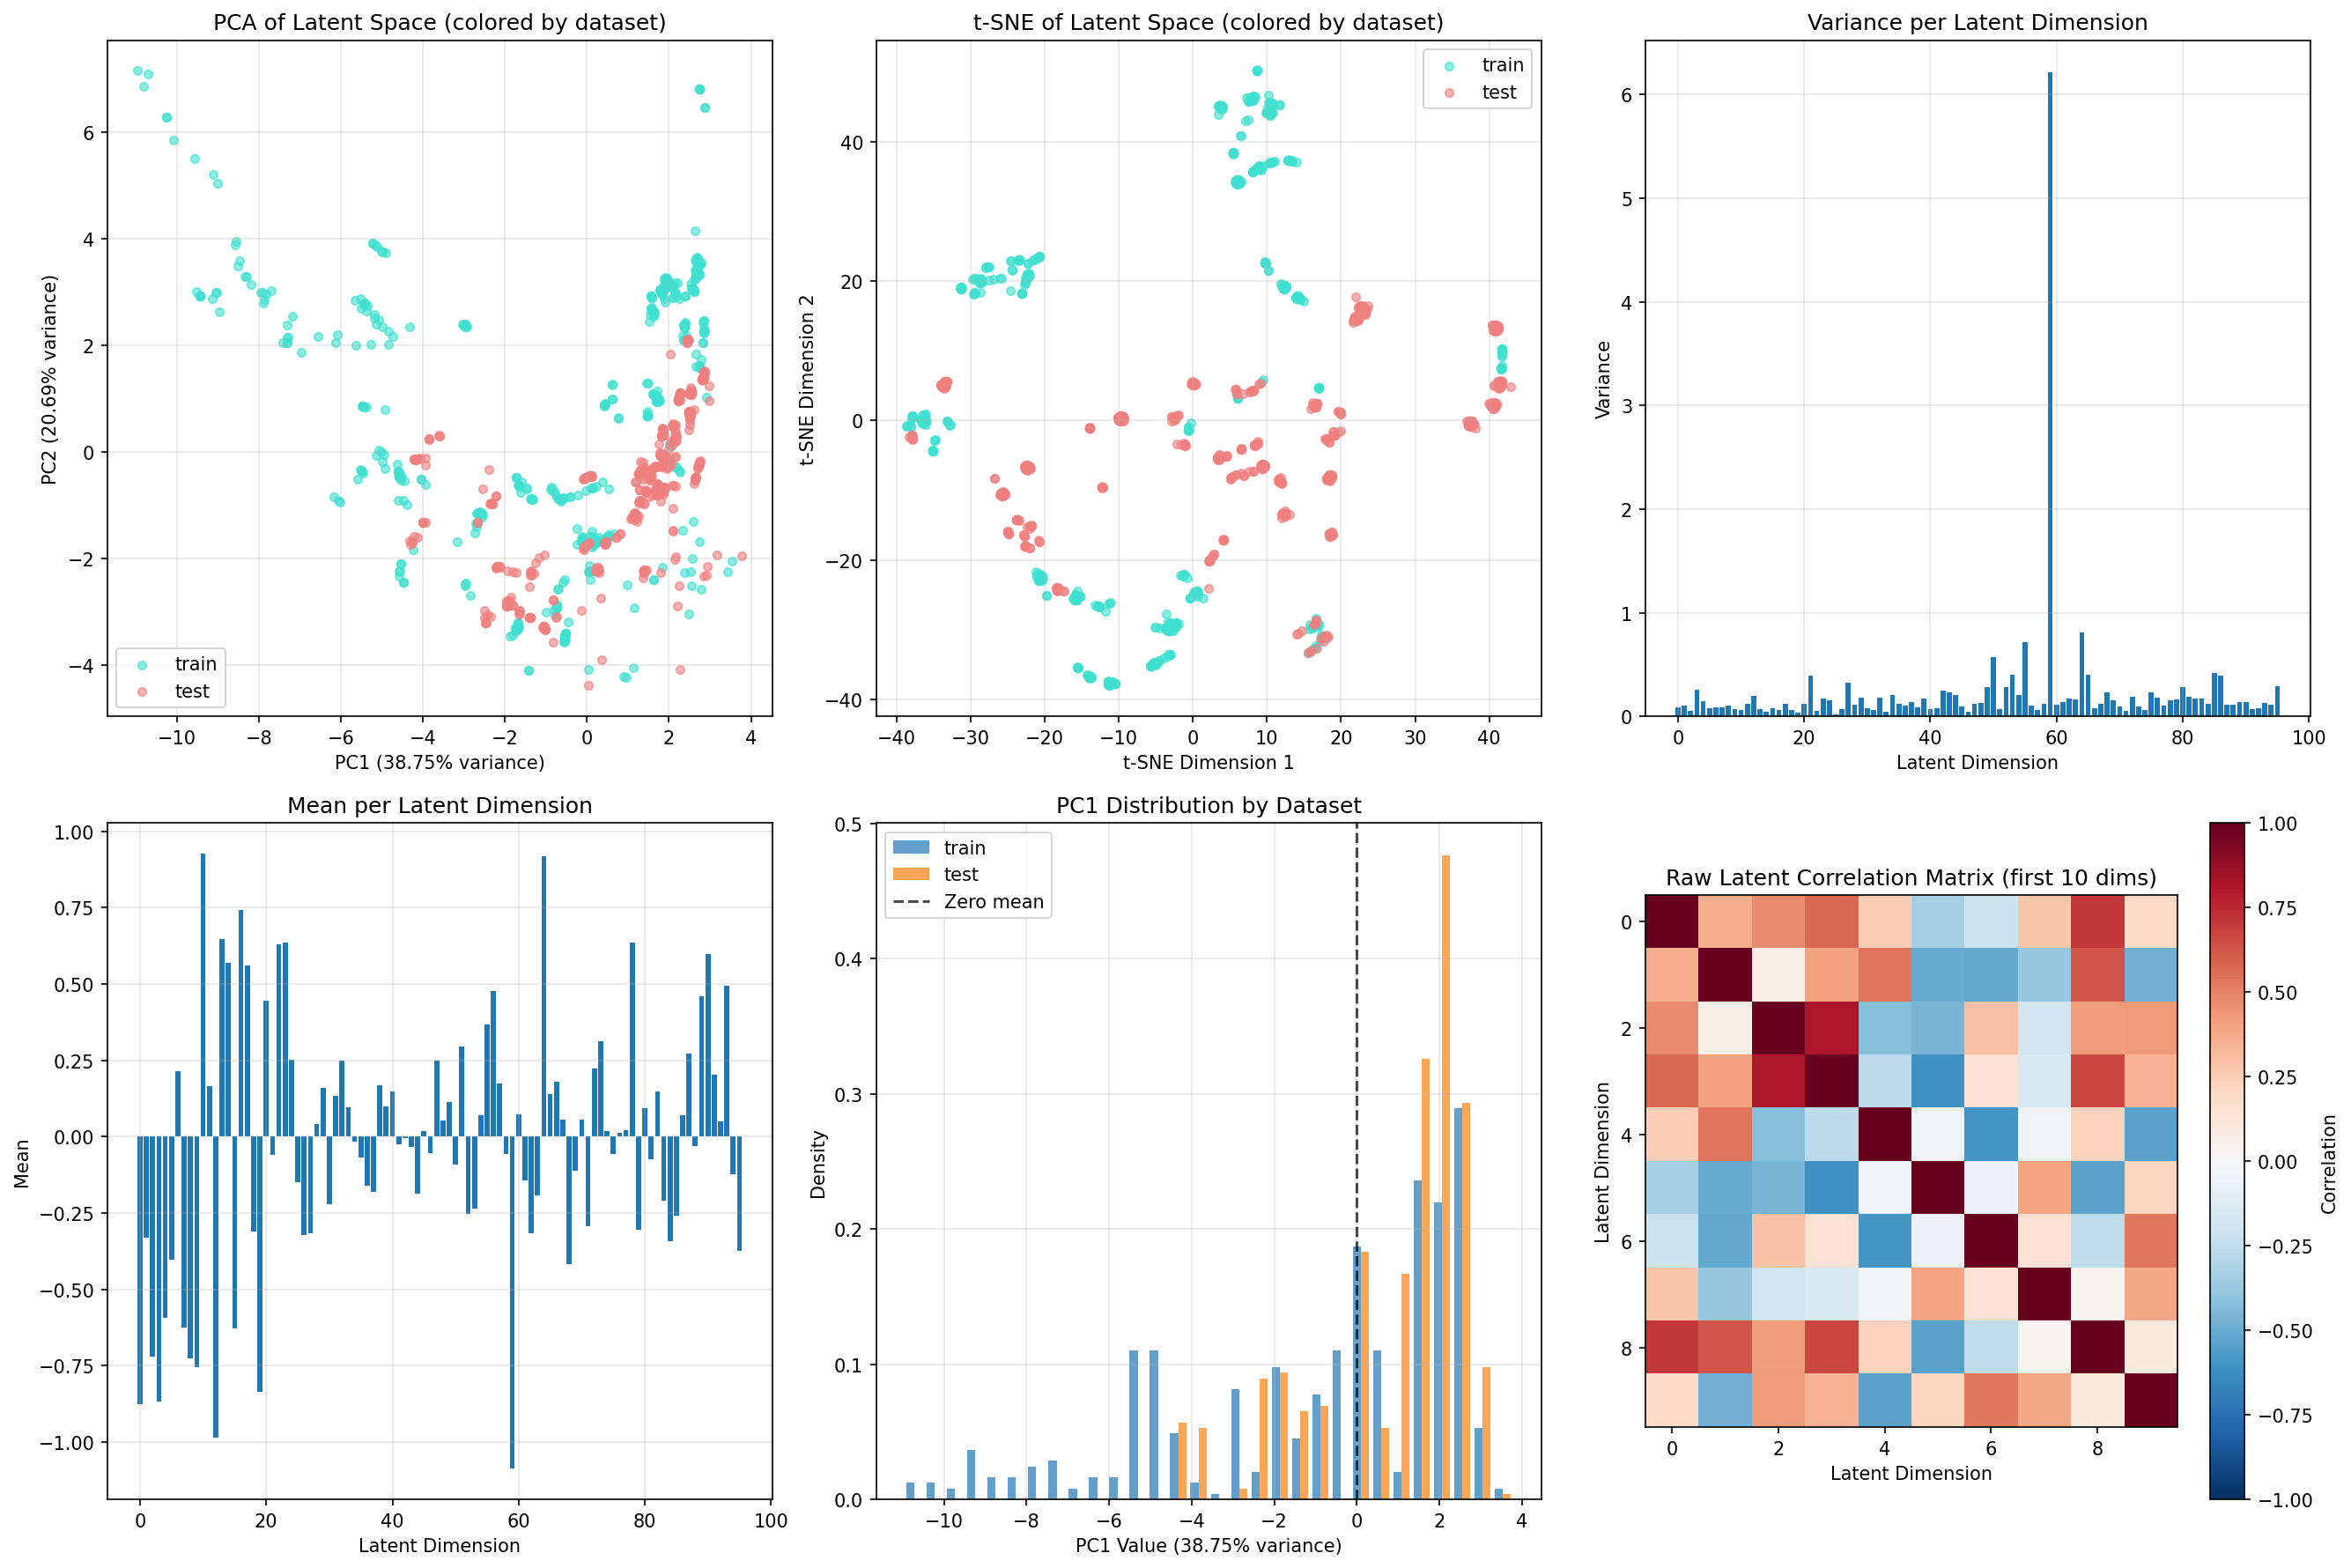 PCA of Latent Space (colored by dataset)
PC2 (20.69% variance)
6
4
2
0
−2
−4
train
test
−10 −8 −6 −4 −2 0 2 4
PC1 (38.75% variance)
t-SNE of Latent Space (colored by dataset)
train
test
t-SNE Dimension 2
40
20
0
−20
−40
−40 −30 −20 −10 0 10 20 30 40
t-SNE Dimension 1
Variance per Latent Dimension
Variance
6
5
4
3
2
1
0
0 20 40 60 80 100
Latent Dimension
Mean per Latent Dimension
Mean
1.00
0.75
0.50
0.25
0.00
−0.25
−0.50
−0.75
−1.00
0 20 40 60 80 100
Latent Dimension
PC1 Distribution by Dataset
train
test
Zero mean
Density
0.5
0.4
0.3
0.2
0.1
0.0
−10 −8 −6 −4 −2 0 2 4
PC1 Value (38.75% variance)
Raw Latent Correlation Matrix (first 10 dims)
Latent Dimension
0
2
4
6
8
0 2 4 6 8
Latent Dimension
1.00
0.75
0.50
0.25
0.00
−0.25
−0.50
−0.75
−1.00
Correlation